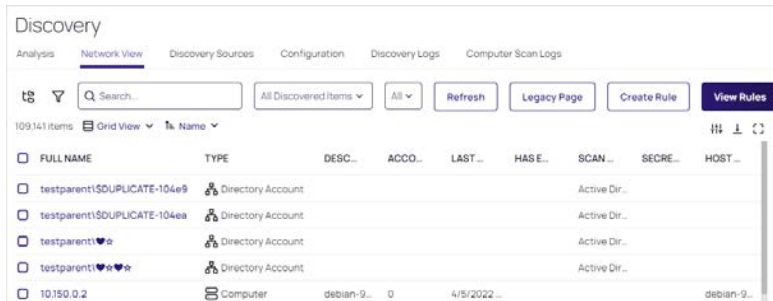 Discovery
Analysis Network View Discovery Sources Configuration Discovery Logs Computer Scan Logs
Search... All Discovered Items All Refresh Legacy Page Create Rule View Rules
109,141 items Grid View Name
FULL NAME TYPE DESC... ACCO... LAST ... HAS E... SCAN ... SECRE... HOST ...
testparent\$DUPLICATE-104e9 Directory Account Active Dir...
testparent\$DUPLICATE-104ea Directory Account Active Dir...
testparent\♥☆ Directory Account Active Dir...
testparent\♥☆♥☆ Directory Account Active Dir...
10.150.0.2 Computer debian-9... 0 4/5/2022 ... debian-9...